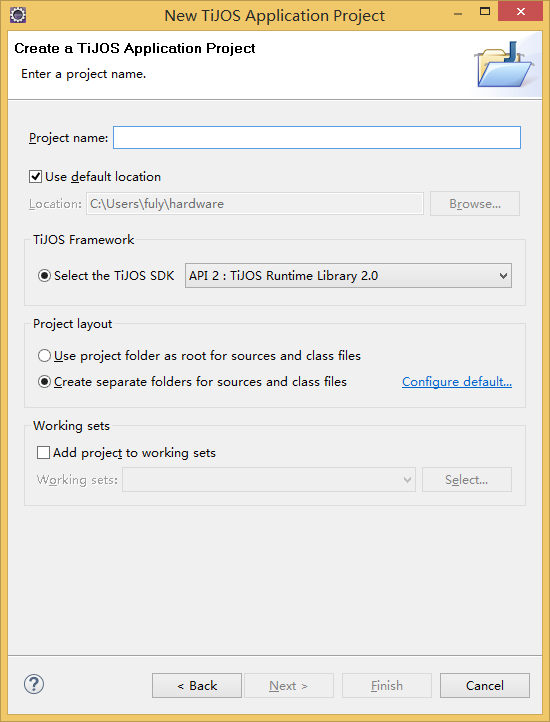 New TiJOS Application Project
Create a TiJOS Application Project
Enter a project name.
Project name:
Use default location
Location: C:\Users\fuly\hardware Browse...
TiJOS Framework
Select the TiJOS SDK API 2 : TiJOS Runtime Library 2.0
Project layout
Use project folder as root for sources and class files
Create separate folders for sources and class files Configure default...
Working sets
Add project to working sets
Working sets: Select...
? < Back Next > Finish Cancel